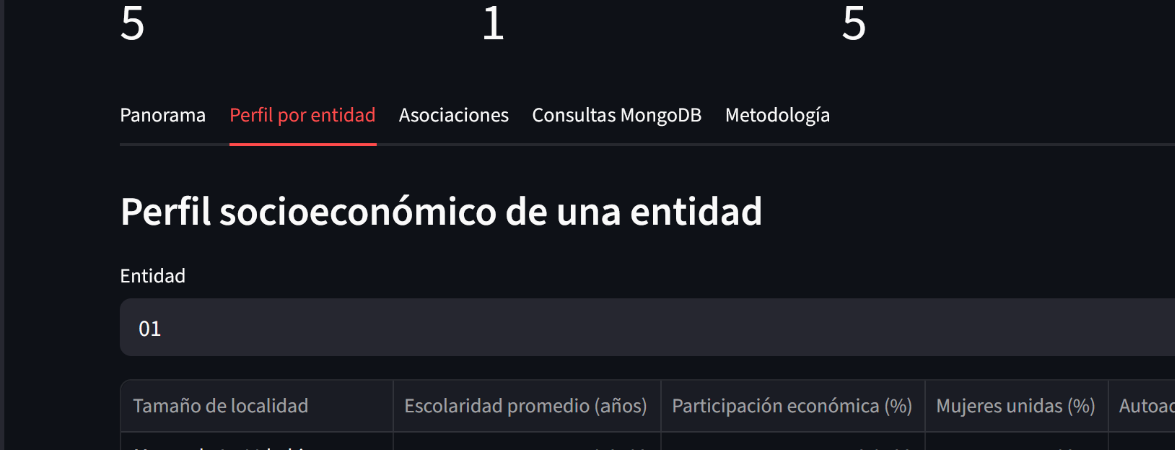 5 1 5
Panorama Perfil por entidad Asociaciones Consultas MongoDB Metodología
Perfil socioeconómico de una entidad
Entidad
01
Tamaño de localidad Escolaridad promedio (años) Participación económica (%) Mujeres unidas (%)